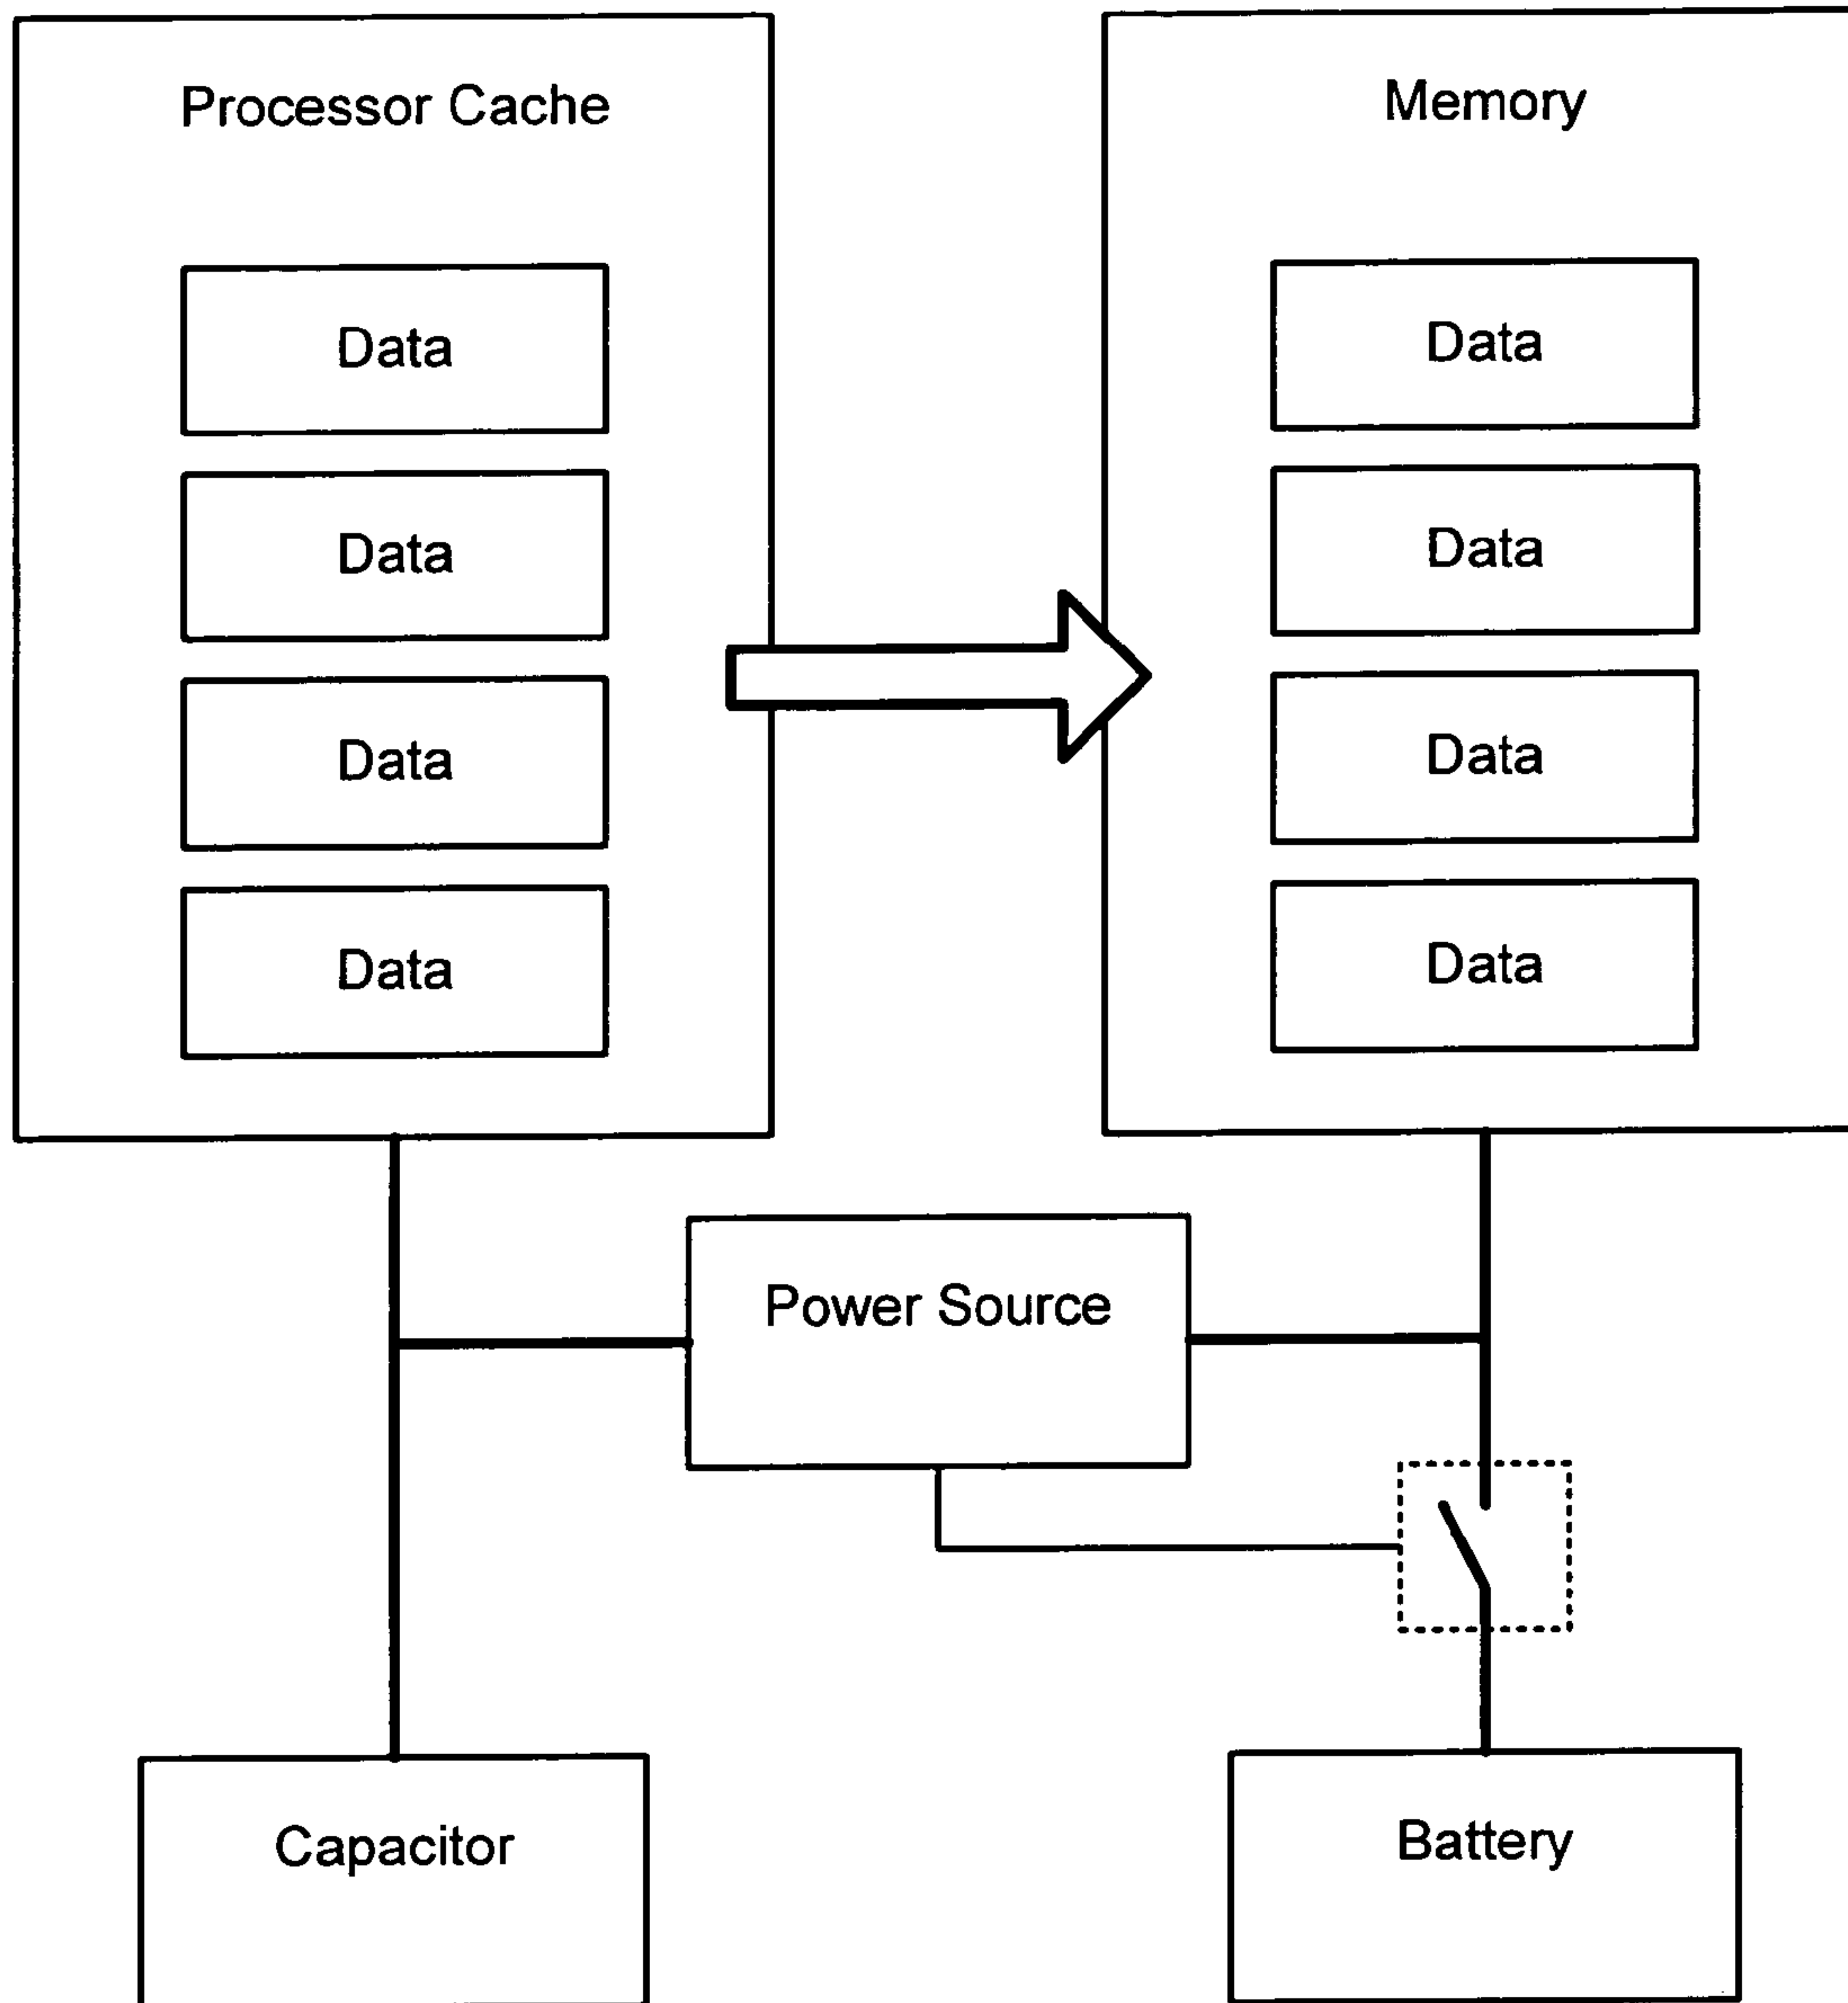 Processor Cache
Data
Data
Data
Data
Memory
Data
Data
Data
Data
Power Source
Capacitor
Battery